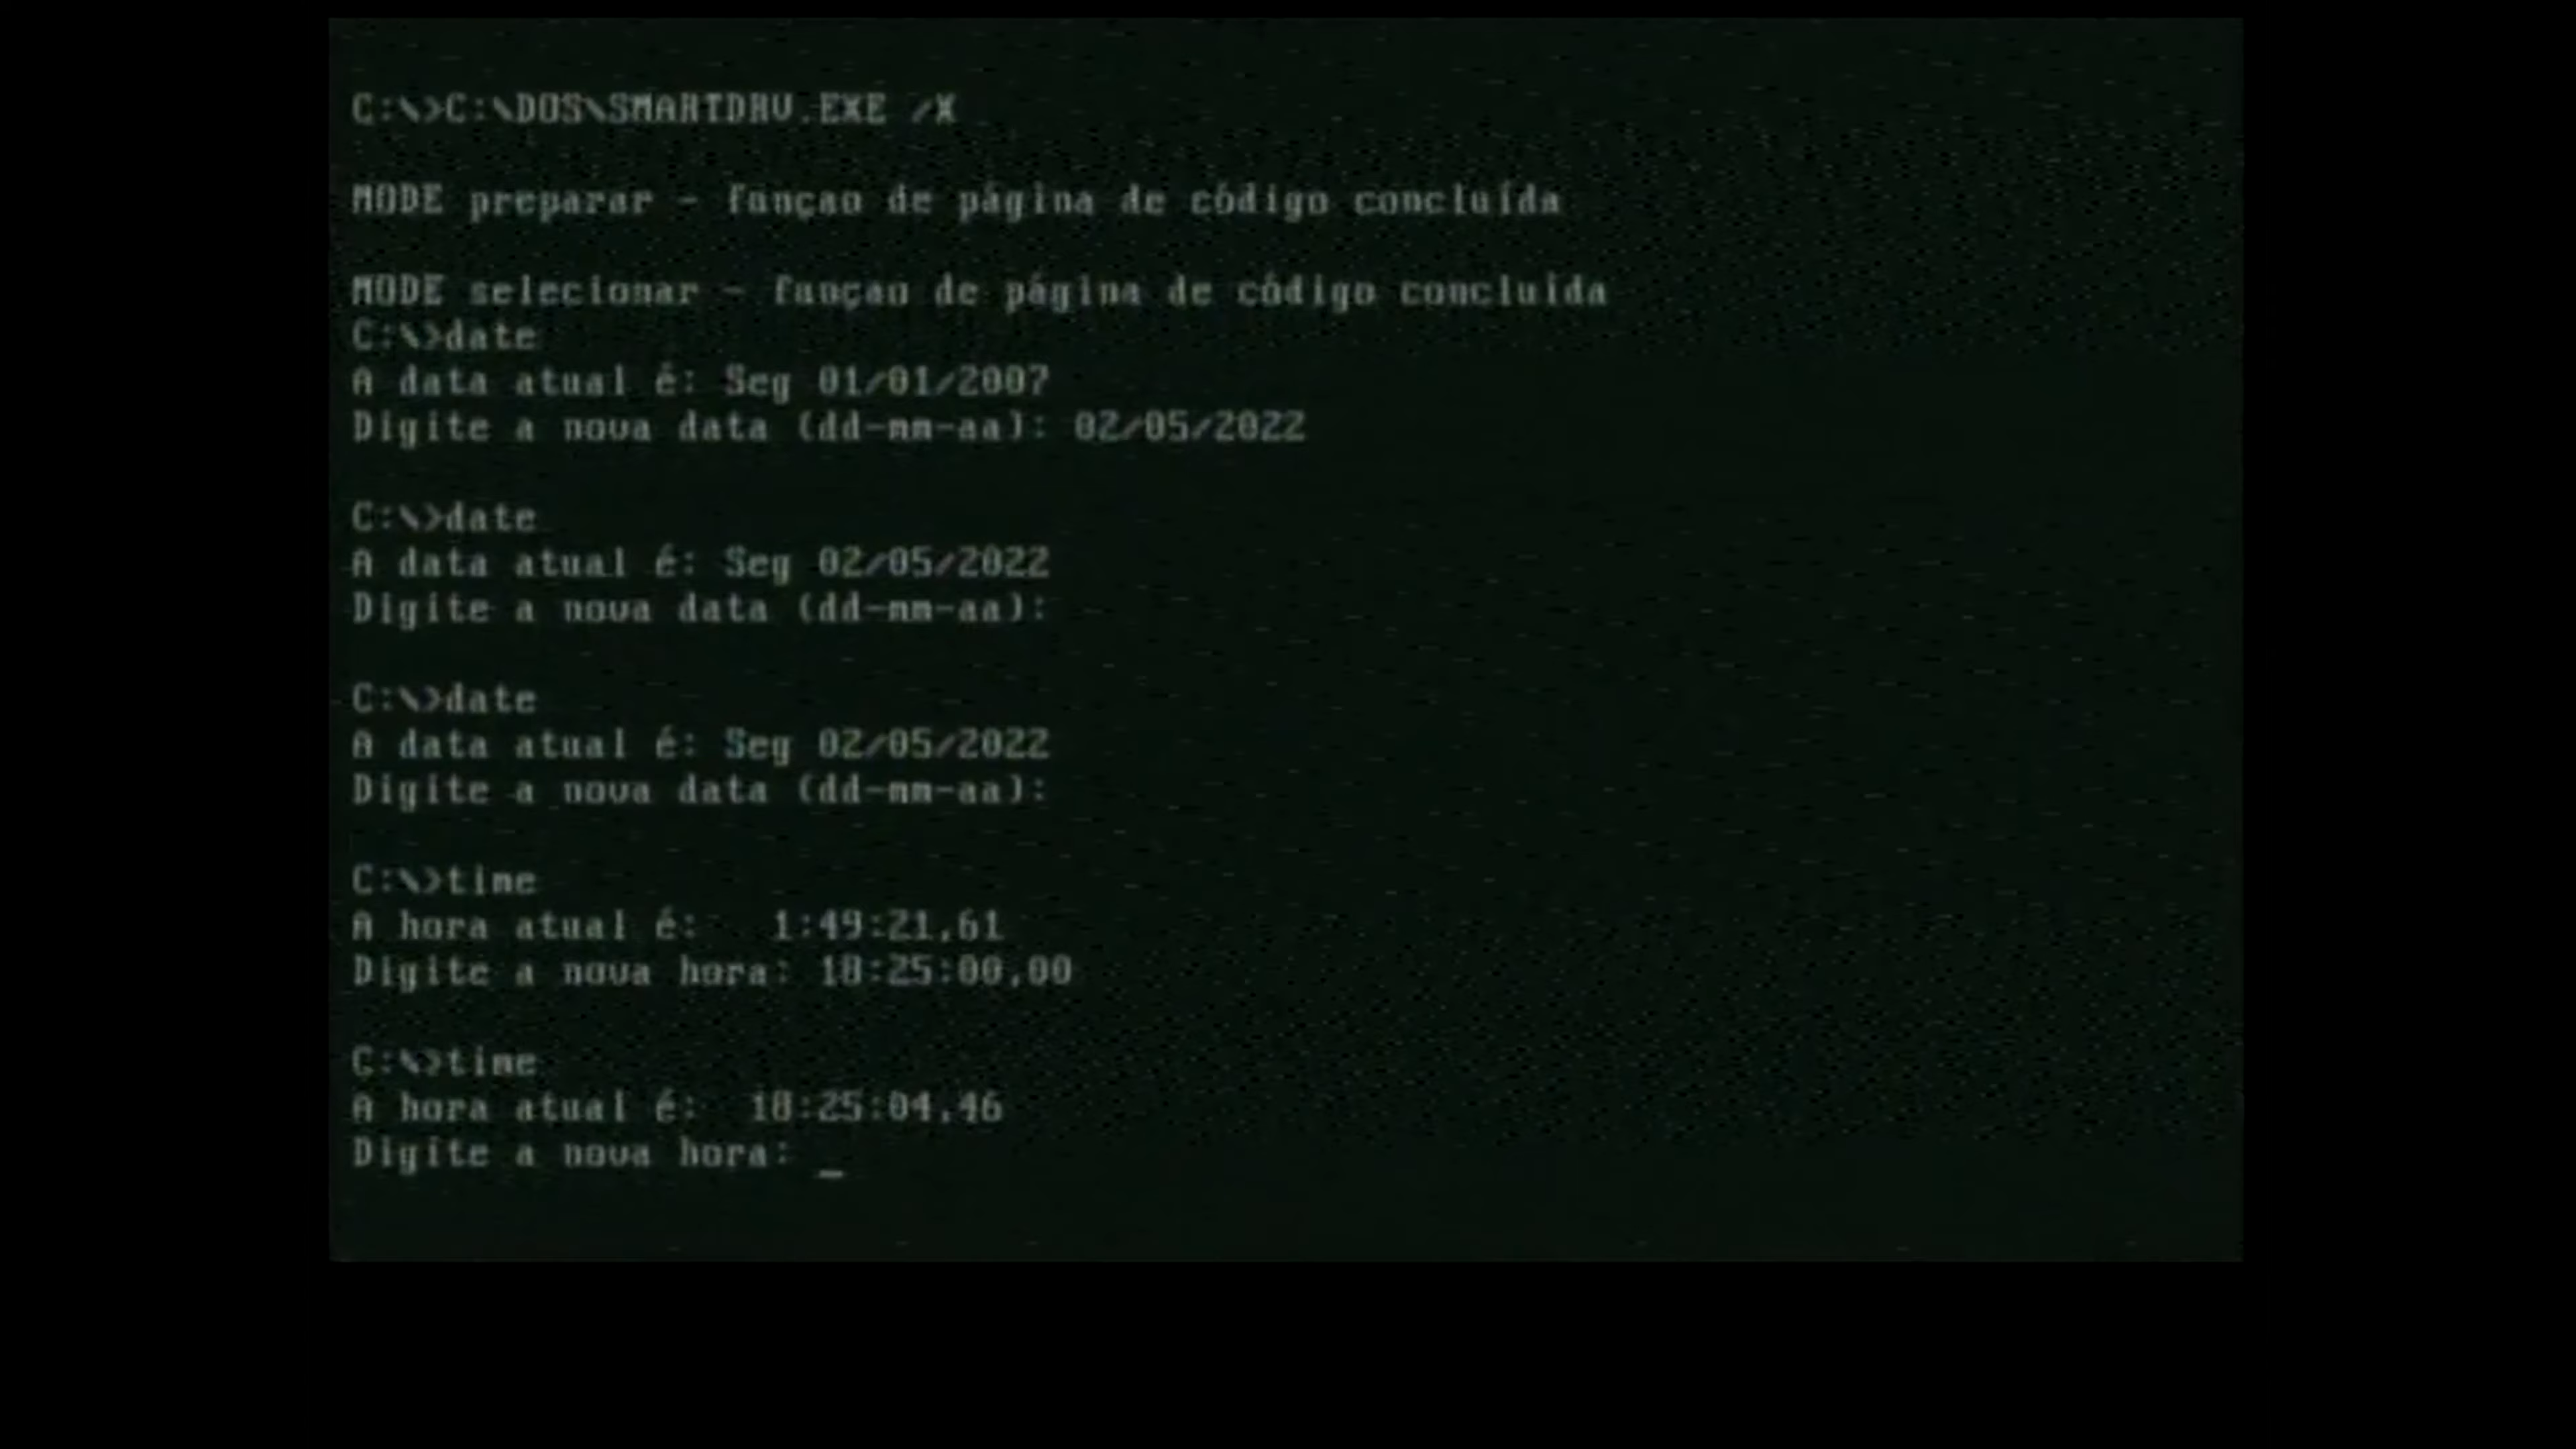 C:\>C:\DOS\SMARTDRV.EXE /X
MODE preparar - funçao de página de código concluída
MODE selecionar - funçao de página de código concluída
C:\>date
A data atual é: Seg 01/01/2007
Digite a nova data (dd-mm-aa): 02/05/2022
C:\>date
A data atual é: Seg 02/05/2022
Digite a nova data (dd-mm-aa):
C:\>date
A data atual é: Seg 02/05/2022
Digite a nova data (dd-mm-aa):
C:\>time
A hora atual é:   1:49:21,61
Digite a nova hora: 18:25:00,00
C:\>time
A hora atual é:  18:25:04,46
Digite a nova hora: _